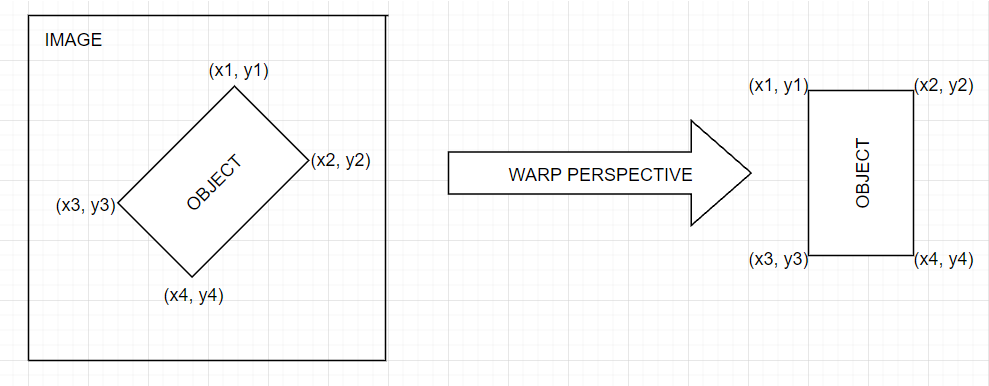 IMAGE
(x1, y1)
OBJECT
(x2, y2)
(x3, y3)
(x4, y4)
WARP PERSPECTIVE
(x1, y1)
(x2, y2)
OBJECT
(x3, y3)
(x4, y4)